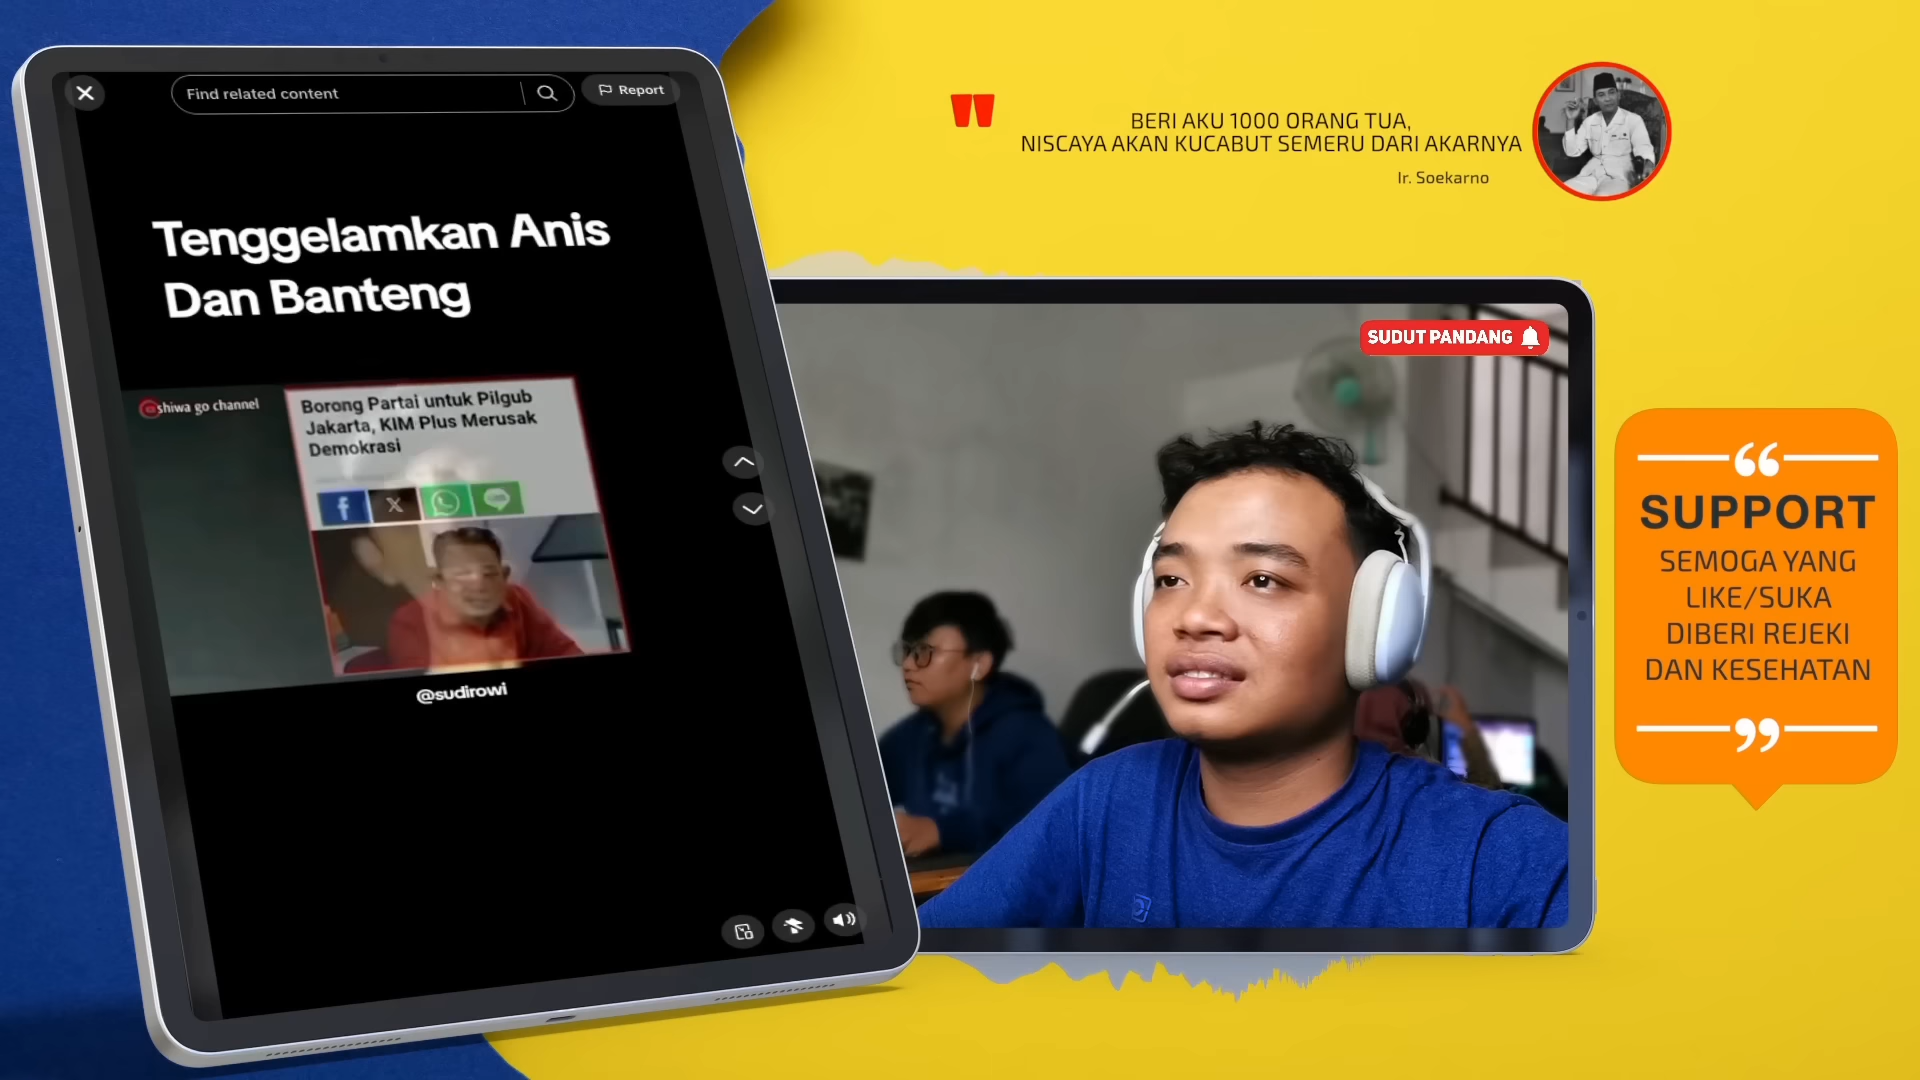 Find related content
Report
Tenggelamkan Anis
Dan Banteng
shiwa go channel
Borong Partai untuk Pilgub
Jakarta, KIM Plus Merusak
Demokrasi
@sudirowi
BERI AKU 1000 ORANG TUA,
NISCAYA AKAN KUCABUT SEMERU DARI AKARNYA
Ir. Soekarno
SUDUT PANDANG
SUPPORT
SEMOGA YANG
LIKE/SUKA
DIBERI REJEKI
DAN KESEHATAN